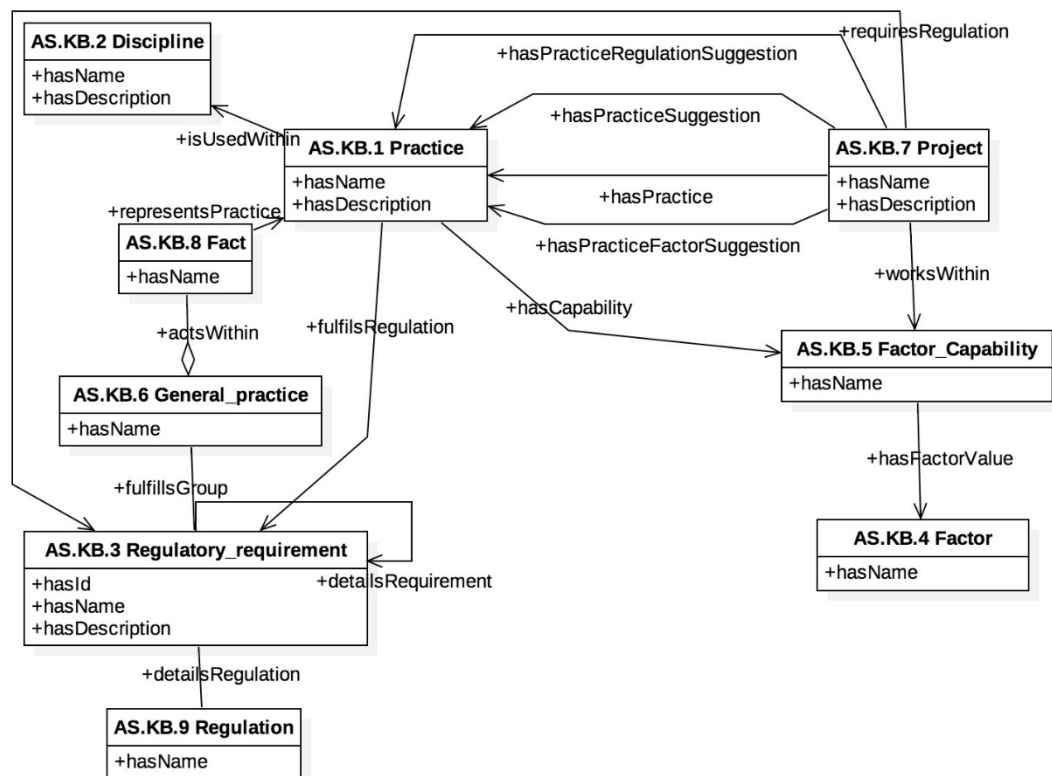 AS.KB.2 Discipline
+hasName
+hasDescription
+requiresRegulation
+hasPracticeRegulationSuggestion
+hasPracticeSuggestion
+isUsedWithin
AS.KB.1 Practice
+hasName
+hasDescription
AS.KB.7 Project
+hasName
+hasDescription
+hasPractice
+representsPractice
+hasPracticeFactorSuggestion
AS.KB.8 Fact
+hasName
+worksWithin
+hasCapability
+actsWithin
+fulfilsRegulation
AS.KB.5 Factor_Capability
+hasName
AS.KB.6 General_practice
+hasName
+hasFactorValue
+fulfillsGroup
AS.KB.3 Regulatory_requirement
+hasId
+hasName
+hasDescription
+detailsRequirement
AS.KB.4 Factor
+hasName
+detailsRegulation
AS.KB.9 Regulation
+hasName